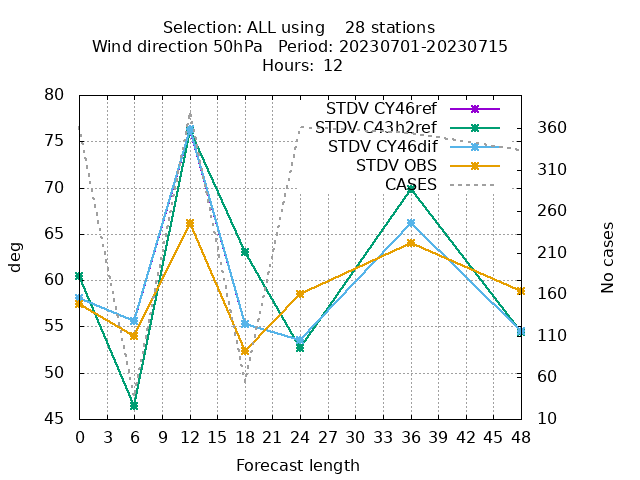 Selection: ALL using    28 stations
Wind direction 50hPa   Period: 20230701-20230715
Hours:  12
80
75
70
65
60
55
50
45
deg
STDV CY46ref
STDV C43h2ref
STDV CY46dif
STDV OBS
CASES
360
310
260
210
160
110
60
10
No cases
0 3 6 9 12 15 18 21 24 27 30 33 36 39 42 45 48
Forecast length